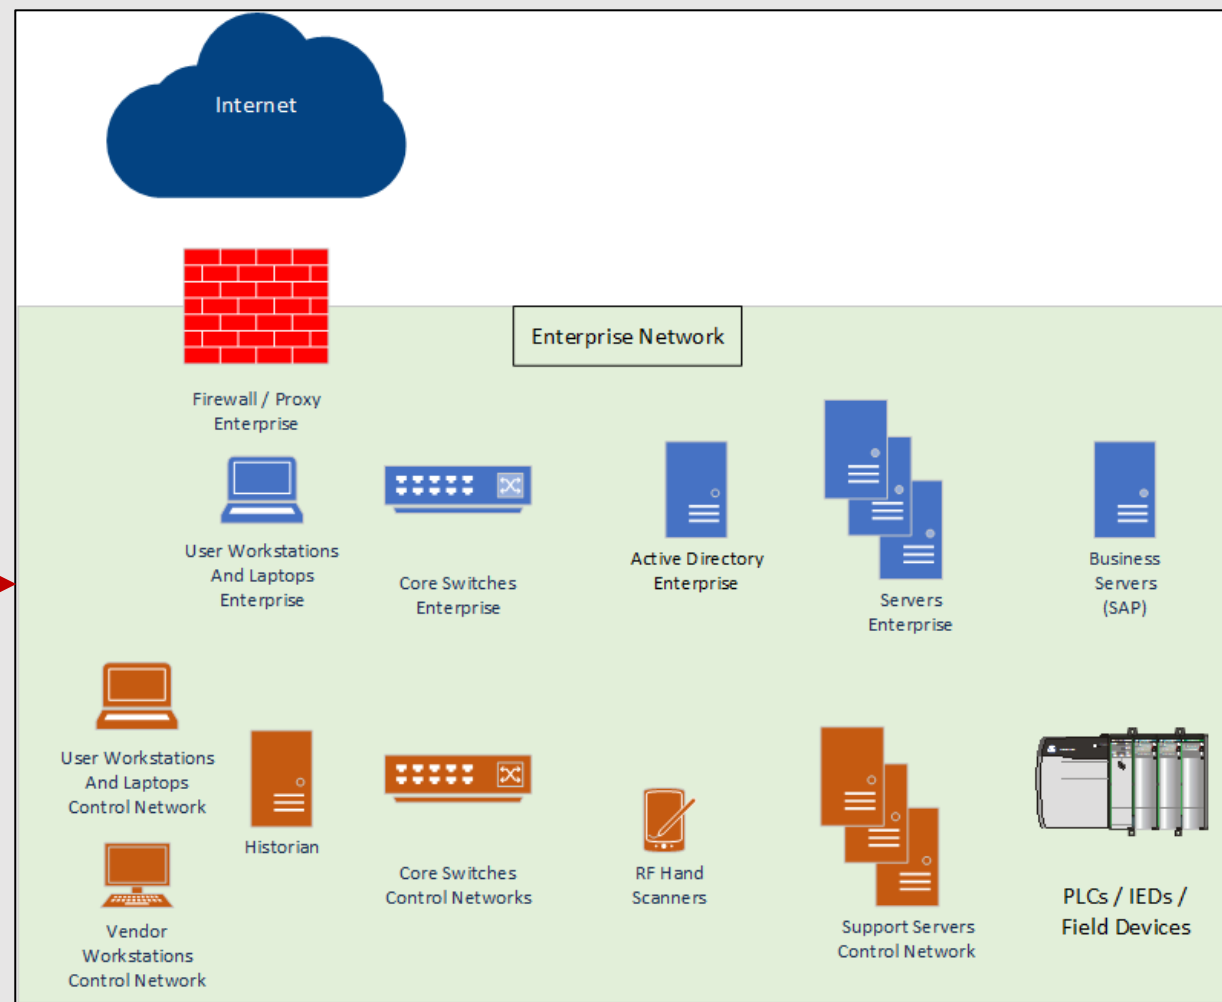 Internet
Enterprise Network
Firewall / Proxy
Enterprise
User Workstations
And Laptops
Enterprise
Core Switches
Enterprise
Active Directory
Enterprise
Servers
Enterprise
Business
Servers
(SAP)
User Workstations
And Laptops
Control Network
Historian
Core Switches
Control Networks
RF Hand
Scanners
Support Servers
Control Network
PLCs / IEDs /
Field Devices
Vendor
Workstations
Control Network